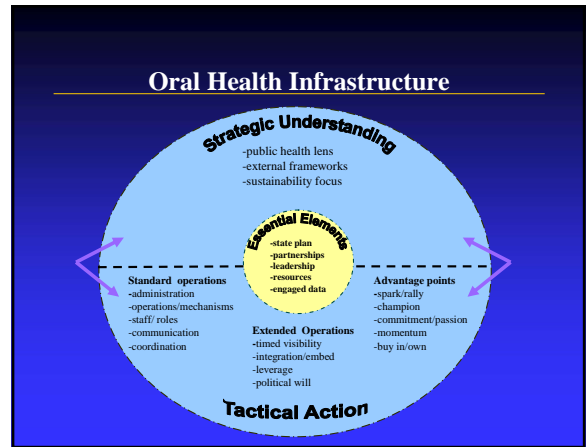 Oral Health Infrastructure
Strategic Understanding
-public health lens
-external frameworks
-sustainability focus
Essential Elements
-state plan
-partnerships
-leadership
-resources
-engaged data
Standard operations
-administration
-operations/mechanisms
-staff/ roles
-communication
-coordination
Extended Operations
-timed visibility
-integration/embed
-leverage
-political will
Advantage points
-spark/rally
-champion
-commitment/passion
-momentum
-buy in/own
Tactical Action